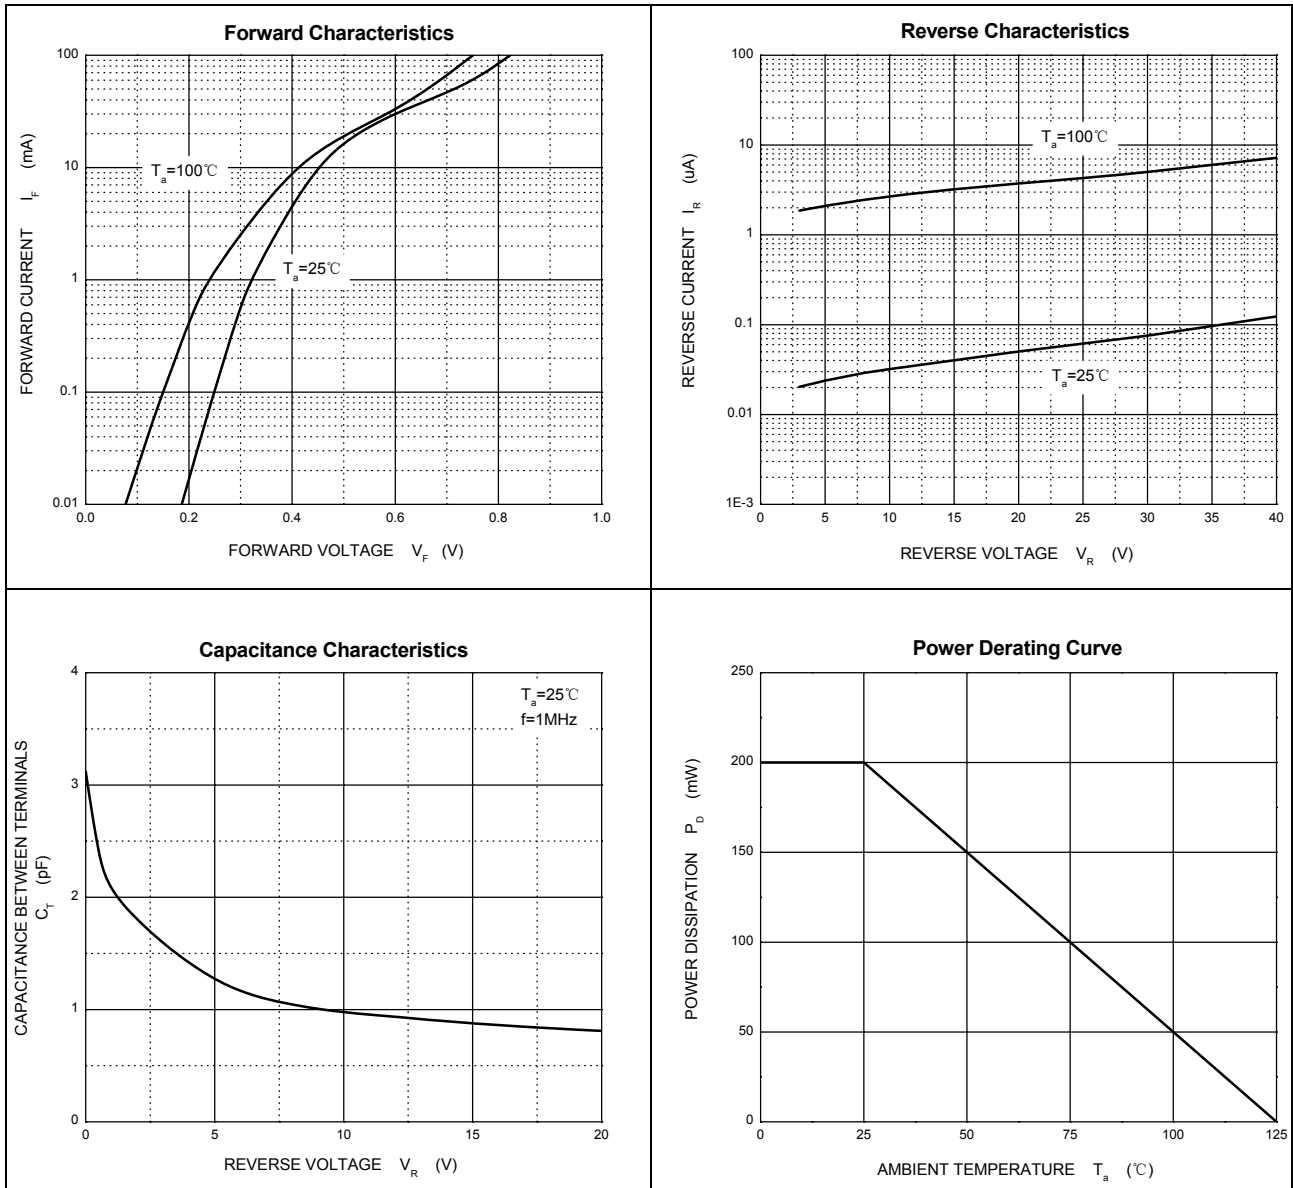 Forward Characteristics
100
10
1
0.1
0.01
FORWARD CURRENT I_F (mA)
T_a=100℃
T_a=25℃
0.0 0.2 0.4 0.6 0.8 1.0
FORWARD VOLTAGE V_F (V)
Reverse Characteristics
100
10
1
0.1
0.01
1E-3
REVERSE CURRENT I_R (uA)
T_a=100℃
T_a=25℃
0 5 10 15 20 25 30 35 40
REVERSE VOLTAGE V_R (V)
Capacitance Characteristics
4
3
2
1
0
CAPACITANCE BETWEEN TERMINALS
C_T (pF)
T_a=25℃
f=1MHz
0 5 10 15 20
REVERSE VOLTAGE V_R (V)
Power Derating Curve
250
200
150
100
50
0
POWER DISSIPATION P_D (mW)
0 25 50 75 100 125
AMBIENT TEMPERATURE T_a (℃)